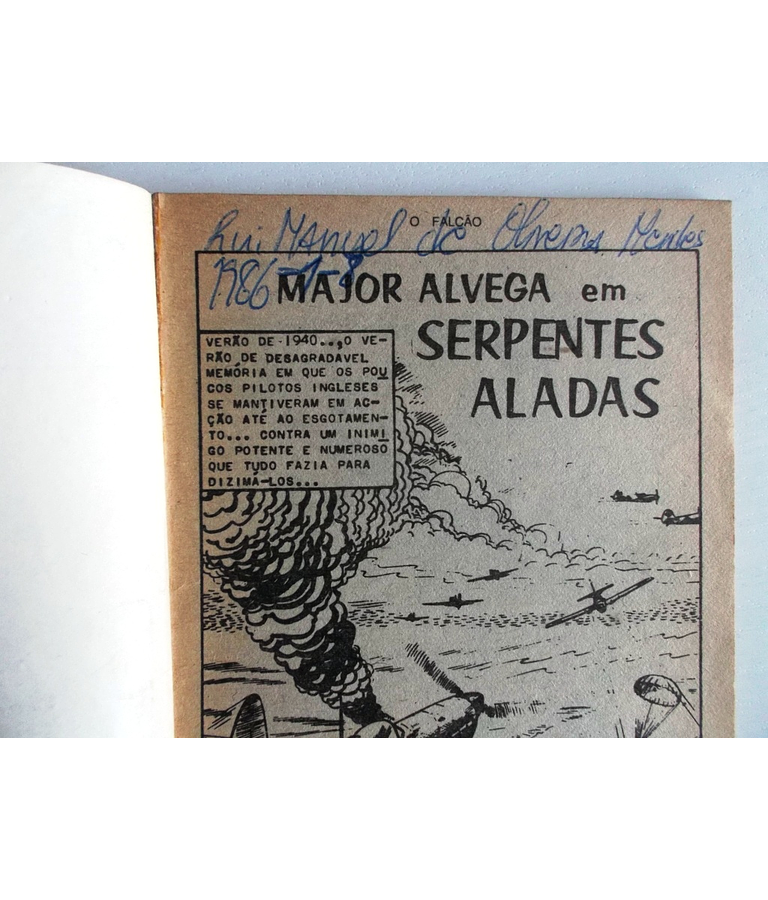 O FALCÃO
Rui Manuel de Oliveira Mendes
1986-1-8
MAJOR ALVEGA em
SERPENTES
ALADAS
VERÃO DE 1940..., O VE-
RÃO DE DESAGRADAVEL
MEMÓRIA EM QUE OS POU
COS PILOTOS INGLESES
SE MANTIVERAM EM AC-
ÇÃO ATÉ AO ESGOTAMEN-
TO... CONTRA UM INIMI
GO POTENTE E NUMEROSO
QUE TUDO FAZIA PARA
DIZIMÁ-LOS...